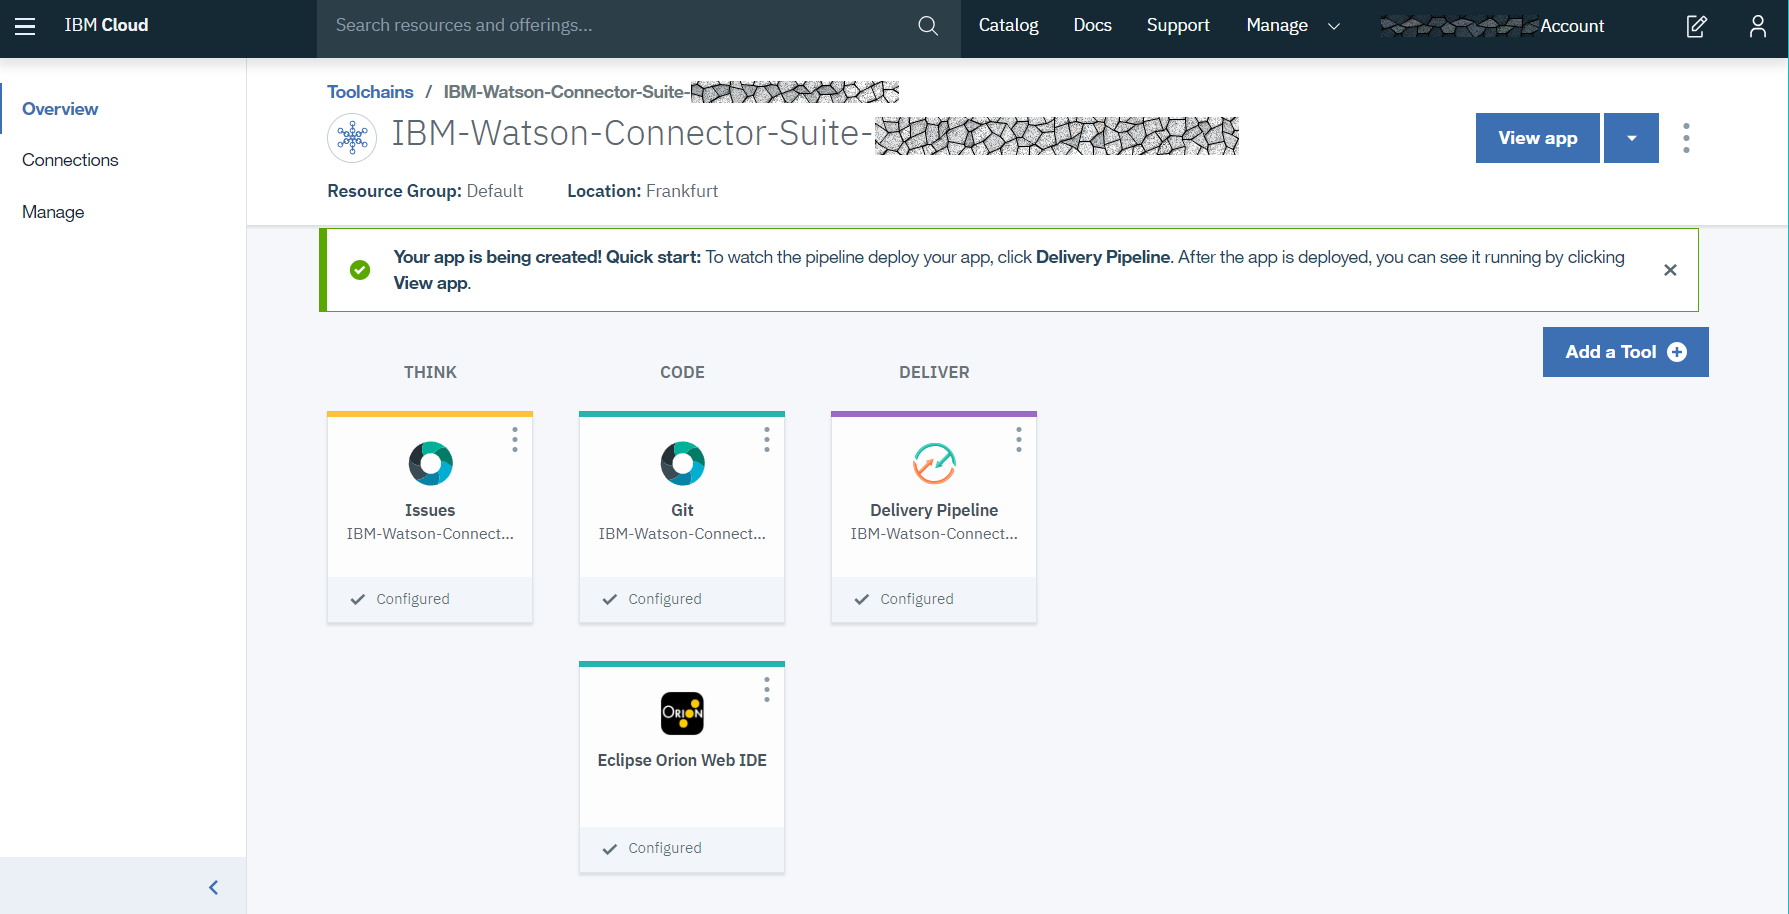 IBM Cloud
Search resources and offerings...
Catalog
Docs
Support
Manage
Account
Overview
Connections
Manage
Toolchains / IBM-Watson-Connector-Suite-
IBM-Watson-Connector-Suite-
View app
Resource Group: Default
Location: Frankfurt
Your app is being created! Quick start: To watch the pipeline deploy your app, click Delivery Pipeline. After the app is deployed, you can see it running by clicking
View app.
Add a Tool
THINK
CODE
DELIVER
Issues
IBM-Watson-Connect...
Configured
Git
IBM-Watson-Connect...
Configured
Delivery Pipeline
IBM-Watson-Connect...
Configured
ORION
Eclipse Orion Web IDE
Configured